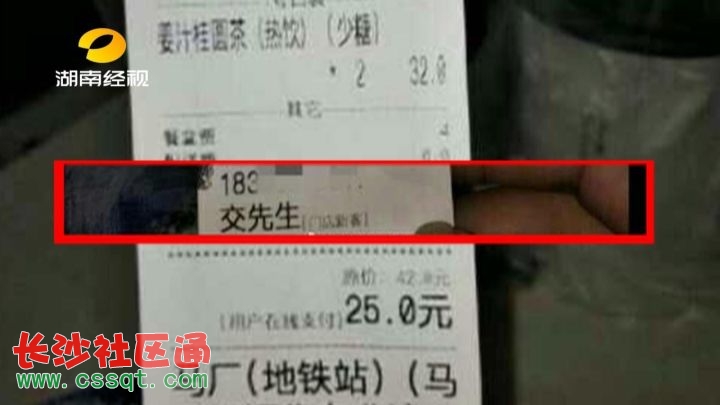 湖南经视
姜汁桂圆茶(热饮)(少糖)
* 2 32.0
其它
餐盒费 4
183
交先生[门店新客]
原价: 42.0元
[用户在线支付]25.0元
厂(地铁站)(马
长沙社区通
www.cssqt.com